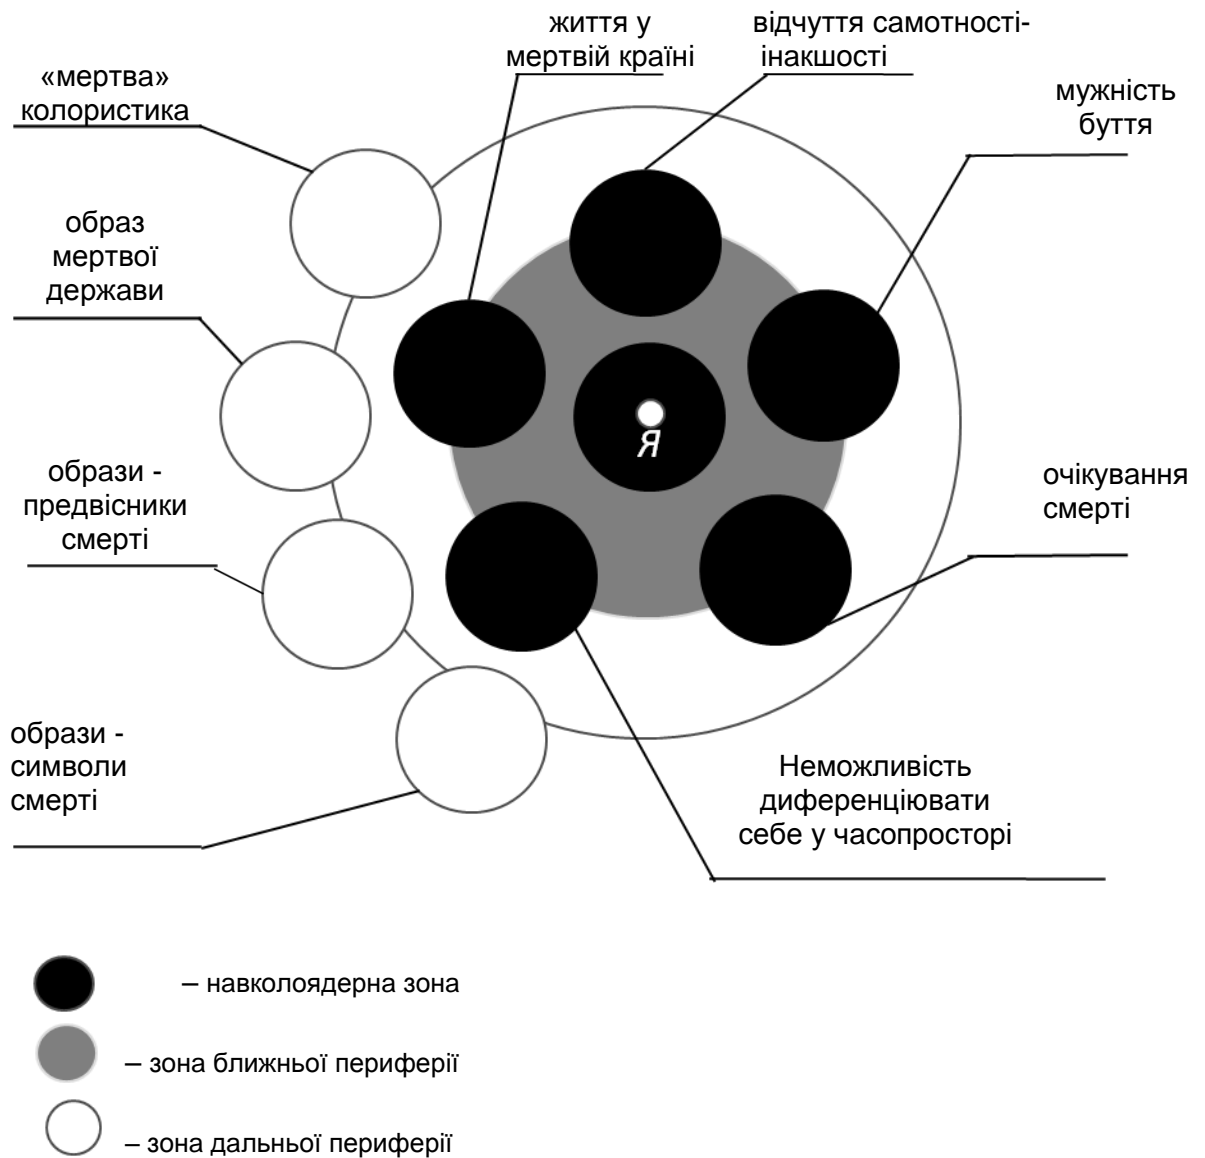 життя у
мертвій країні
відчуття самотності-
інакшості
«мертва»
колористика
мужність
буття
образ
мертвої
держави
Я
образи -
предвісники
смерті
очікування
смерті
образи -
символи
смерті
Неможливість
диференціювати
себе у часопросторі
– навколоядерна зона
– зона ближньої периферії
– зона дальньої периферії